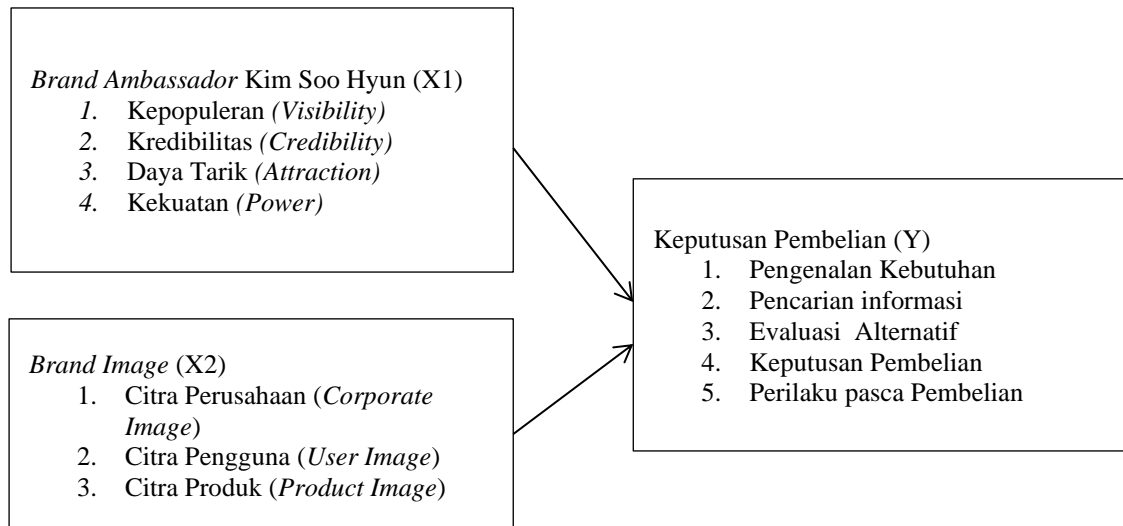 Brand Ambassador Kim Soo Hyun (X1)
1. Kepopuleran (Visibility)
2. Kredibilitas (Credibility)
3. Daya Tarik (Attraction)
4. Kekuatan (Power)
Brand Image (X2)
1. Citra Perusahaan (Corporate
Image)
2. Citra Pengguna (User Image)
3. Citra Produk (Product Image)
Keputusan Pembelian (Y)
1. Pengenalan Kebutuhan
2. Pencarian informasi
3. Evaluasi Alternatif
4. Keputusan Pembelian
5. Perilaku pasca Pembelian